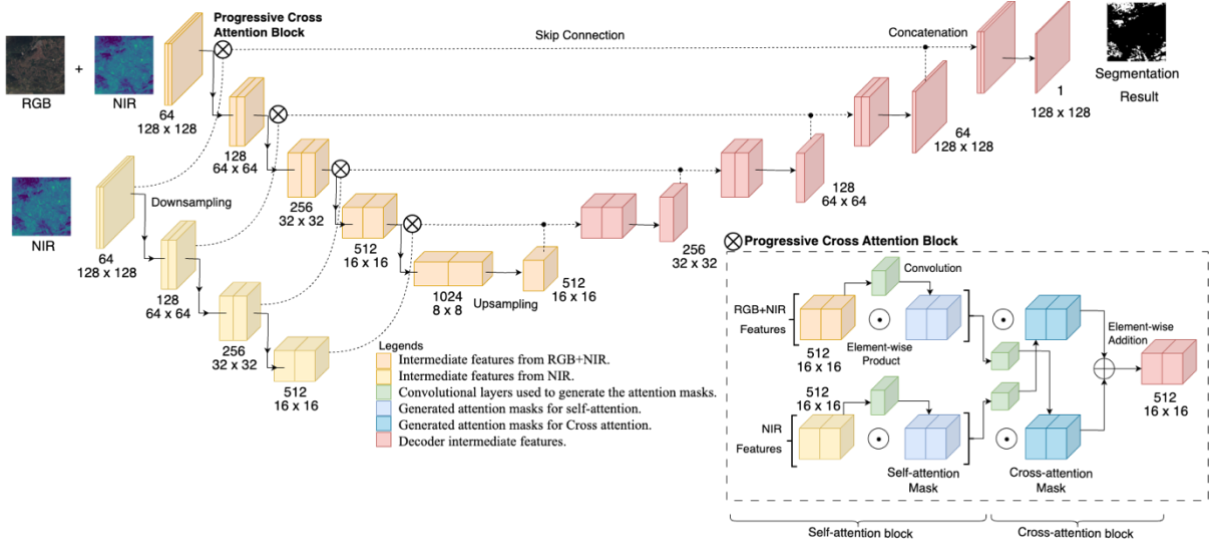 Progressive Cross
Attention Block
RGB
+
NIR
64
128 x 128
Skip Connection
Concatenation
1
128 x 128
Segmentation
Result
128
64 x 64
64
128 x 128
256
32 x 32
128
64 x 64
512
16 x 16
256
32 x 32
1024
8 x 8
Upsampling
512
16 x 16
NIR
Downsampling
64
128 x 128
128
64 x 64
256
32 x 32
512
16 x 16
Legends
Intermediate features from RGB+NIR.
Intermediate features from NIR.
Convolutional layers used to generate the attention masks.
Generated attention masks for self-attention.
Generated attention masks for Cross attention.
Decoder intermediate features.
Progressive Cross Attention Block
Convolution
RGB+NIR
Features
512
16 x 16
Element-wise
Product
Element-wise
Addition
512
16 x 16
512
16 x 16
NIR
Features
Self-attention
Mask
Cross-attention
Mask
Self-attention block
Cross-attention block